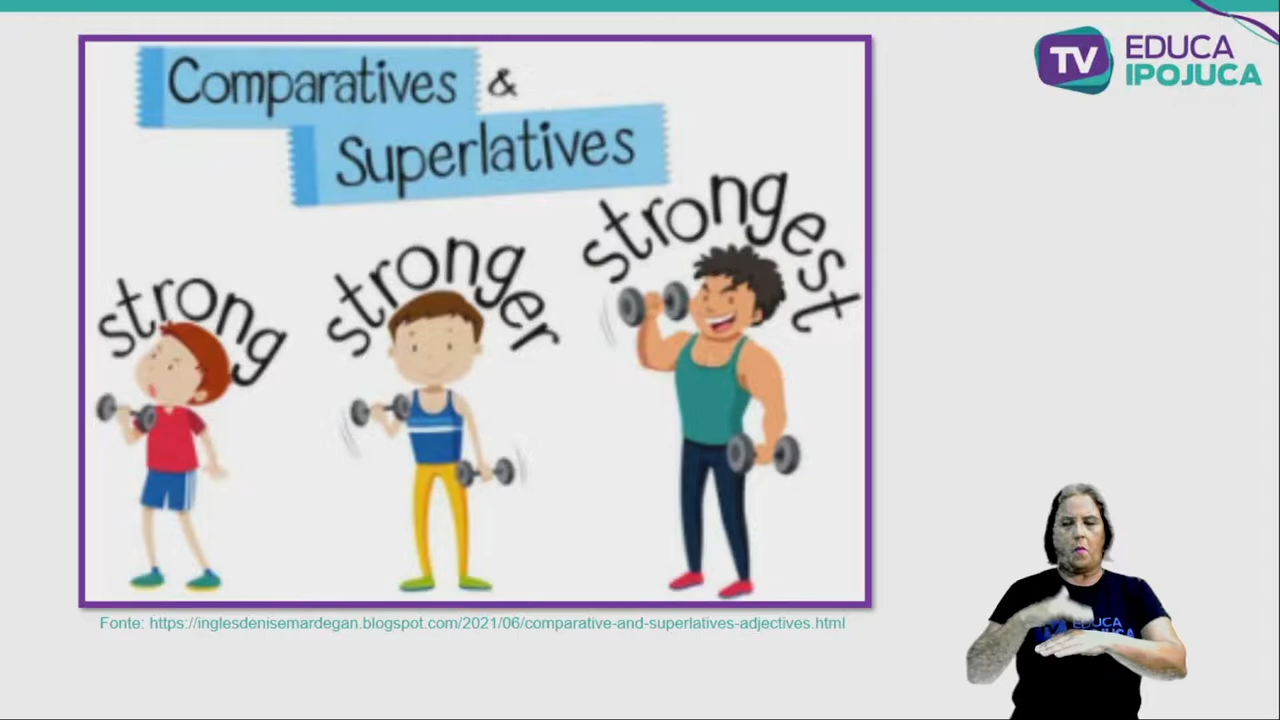 Comparatives &
Superlatives
strong
stronger
strongest
Fonte: https://inglesdenisemardegan.blogspot.com/2021/06/comparative-and-superlatives-adjectives.html
TV EDUCA
IPOJUCA
EDUCA